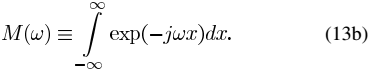 M(ω) ≡ ∫_{−∞}^{∞} exp(−jωx)dx. (13b)